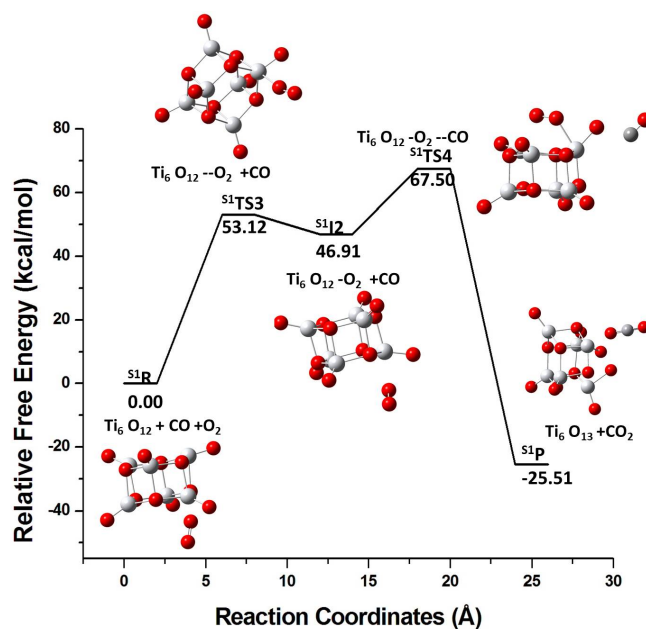 Relative Free Energy (kcal/mol)
80
60
40
20
0
-20
-40
0
5
10
15
20
25
30
Reaction Coordinates (Å)
S1R
0.00
Ti6 O12 + CO +O2
Ti6 O12 --O2 +CO
S1TS3
53.12
S1I2
46.91
Ti6 O12 -O2 +CO
Ti6 O12 -O2 --CO
S1TS4
67.50
Ti6 O13 +CO2
S1P
-25.51